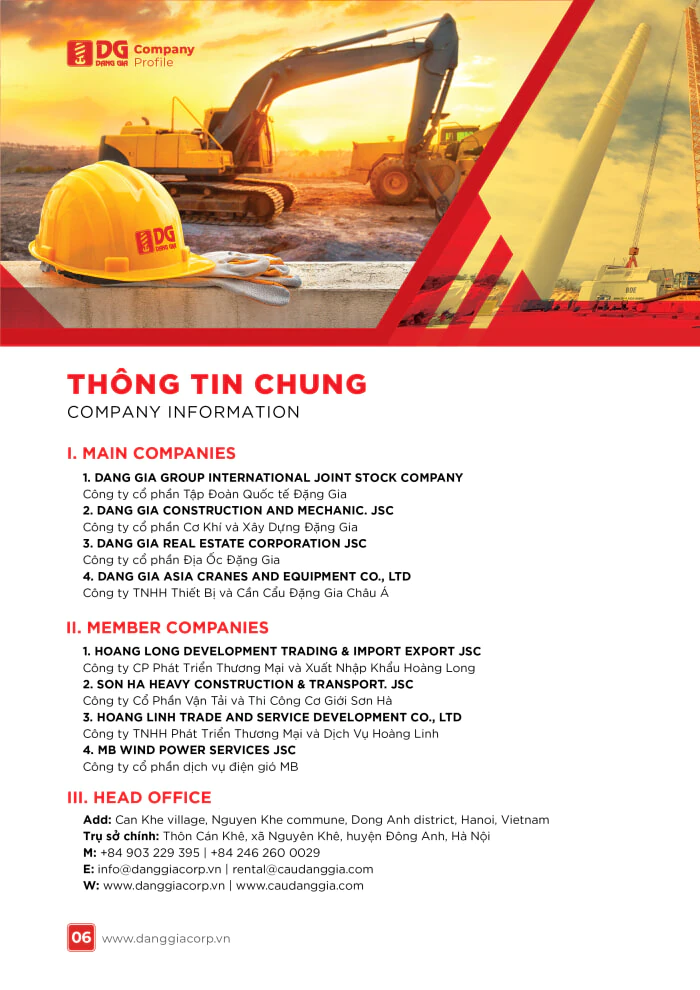 DG
DANG GIA
Company
Profile
DG
DANG GIA
THÔNG TIN CHUNG
COMPANY INFORMATION
I. MAIN COMPANIES
1. DANG GIA GROUP INTERNATIONAL JOINT STOCK COMPANY
Công ty cổ phần Tập Đoàn Quốc tế Đặng Gia
2. DANG GIA CONSTRUCTION AND MECHANIC. JSC
Công ty cổ phần Cơ Khí và Xây Dựng Đặng Gia
3. DANG GIA REAL ESTATE CORPORATION JSC
Công ty cổ phần Địa Ốc Đặng Gia
4. DANG GIA ASIA CRANES AND EQUIPMENT CO., LTD
Công ty TNHH Thiết Bị và Cần Cẩu Đặng Gia Châu Á
II. MEMBER COMPANIES
1. HOANG LONG DEVELOPMENT TRADING & IMPORT EXPORT JSC
Công ty CP Phát Triển Thương Mại và Xuất Nhập Khẩu Hoàng Long
2. SON HA HEAVY CONSTRUCTION & TRANSPORT. JSC
Công ty Cổ Phần Vận Tải và Thi Công Cơ Giới Sơn Hà
3. HOANG LINH TRADE AND SERVICE DEVELOPMENT CO., LTD
Công ty TNHH Phát Triển Thương Mại và Dịch Vụ Hoàng Linh
4. MB WIND POWER SERVICES JSC
Công ty cổ phần dịch vụ điện gió MB
III. HEAD OFFICE
Add: Can Khe village, Nguyen Khe commune, Dong Anh district, Hanoi, Vietnam
Trụ sở chính: Thôn Cán Khê, xã Nguyên Khê, huyện Đông Anh, Hà Nội
M: +84 903 229 395 | +84 246 260 0029
E: info@danggiacorp.vn | rental@caudanggia.com
W: www.danggiacorp.vn | www.caudanggia.com
06 www.danggiacorp.vn